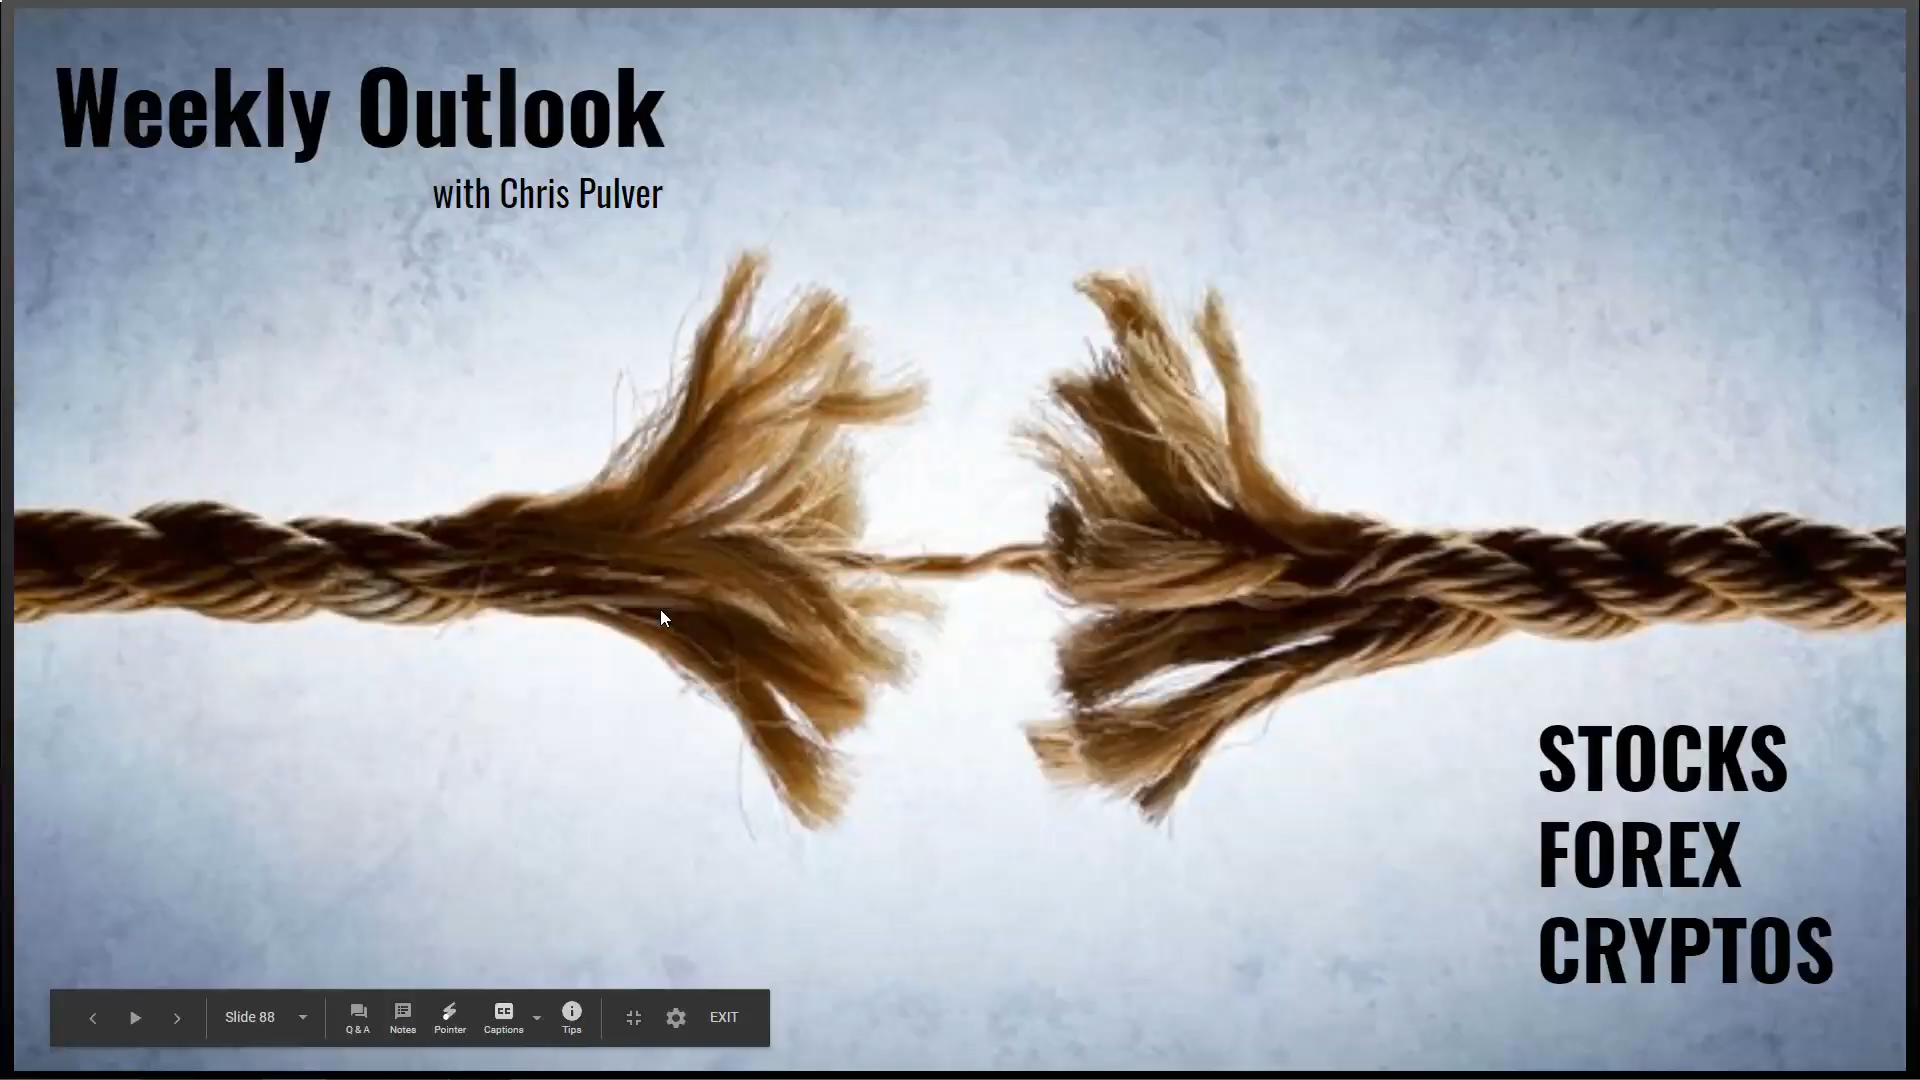 Weekly Outlook
with Chris Pulver
STOCKS
FOREX
CRYPTOS
Slide 88
Q & A
Notes
Pointer
Captions
Tips
EXIT